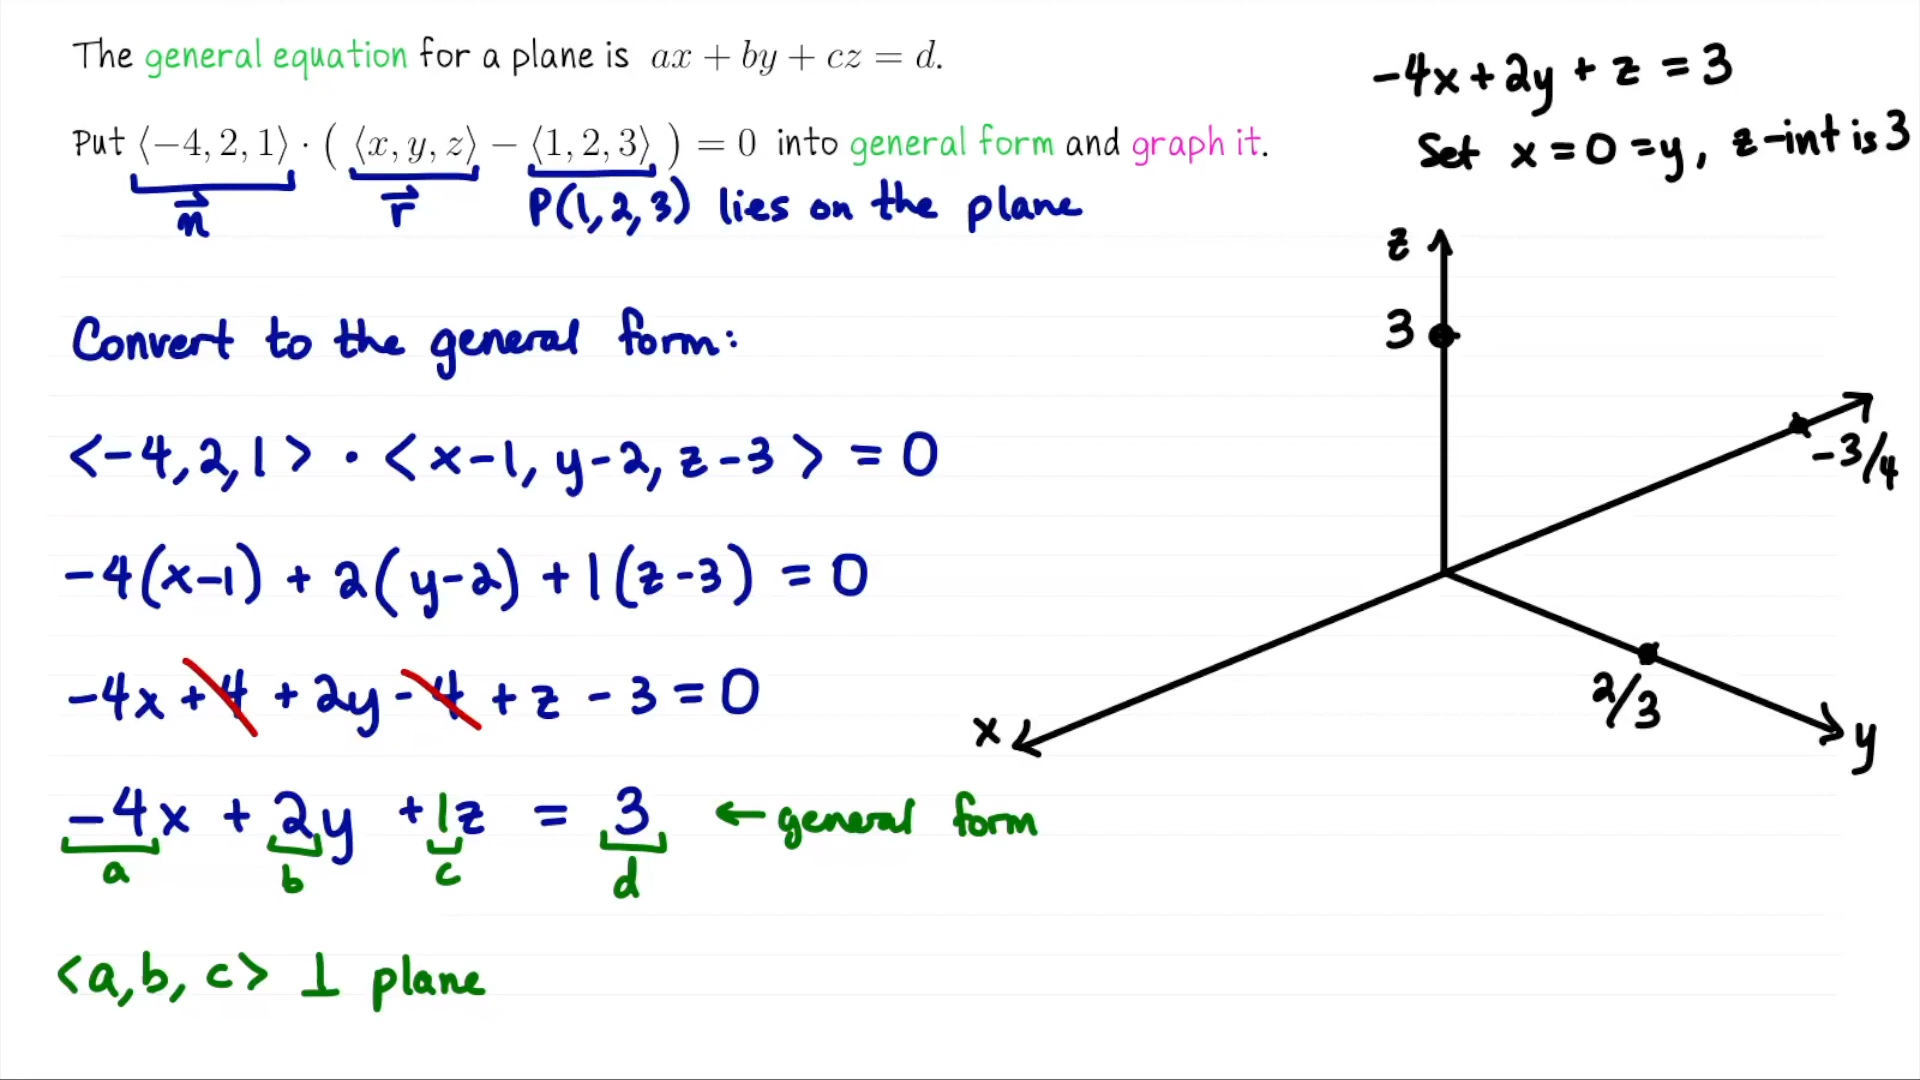 The general equation for a plane is ax + by + cz = d.
Put ⟨−4, 2, 1⟩ · ( ⟨x, y, z⟩ − ⟨1, 2, 3⟩ ) = 0 into general form and graph it.
n⃗ r⃗ P(1,2,3) lies on the plane
Convert to the general form:
<-4,2,1> · <x-1, y-2, z-3> = 0
-4(x-1) + 2(y-2) + 1(z-3) = 0
-4x +4 + 2y -4 + z - 3 = 0
-4x + 2y +1z = 3 ← general form
a b c d
<a,b,c> ⊥ plane
-4x + 2y + z = 3
Set x = 0 = y, z-int is 3
z
3
-3/4
2/3
x
y